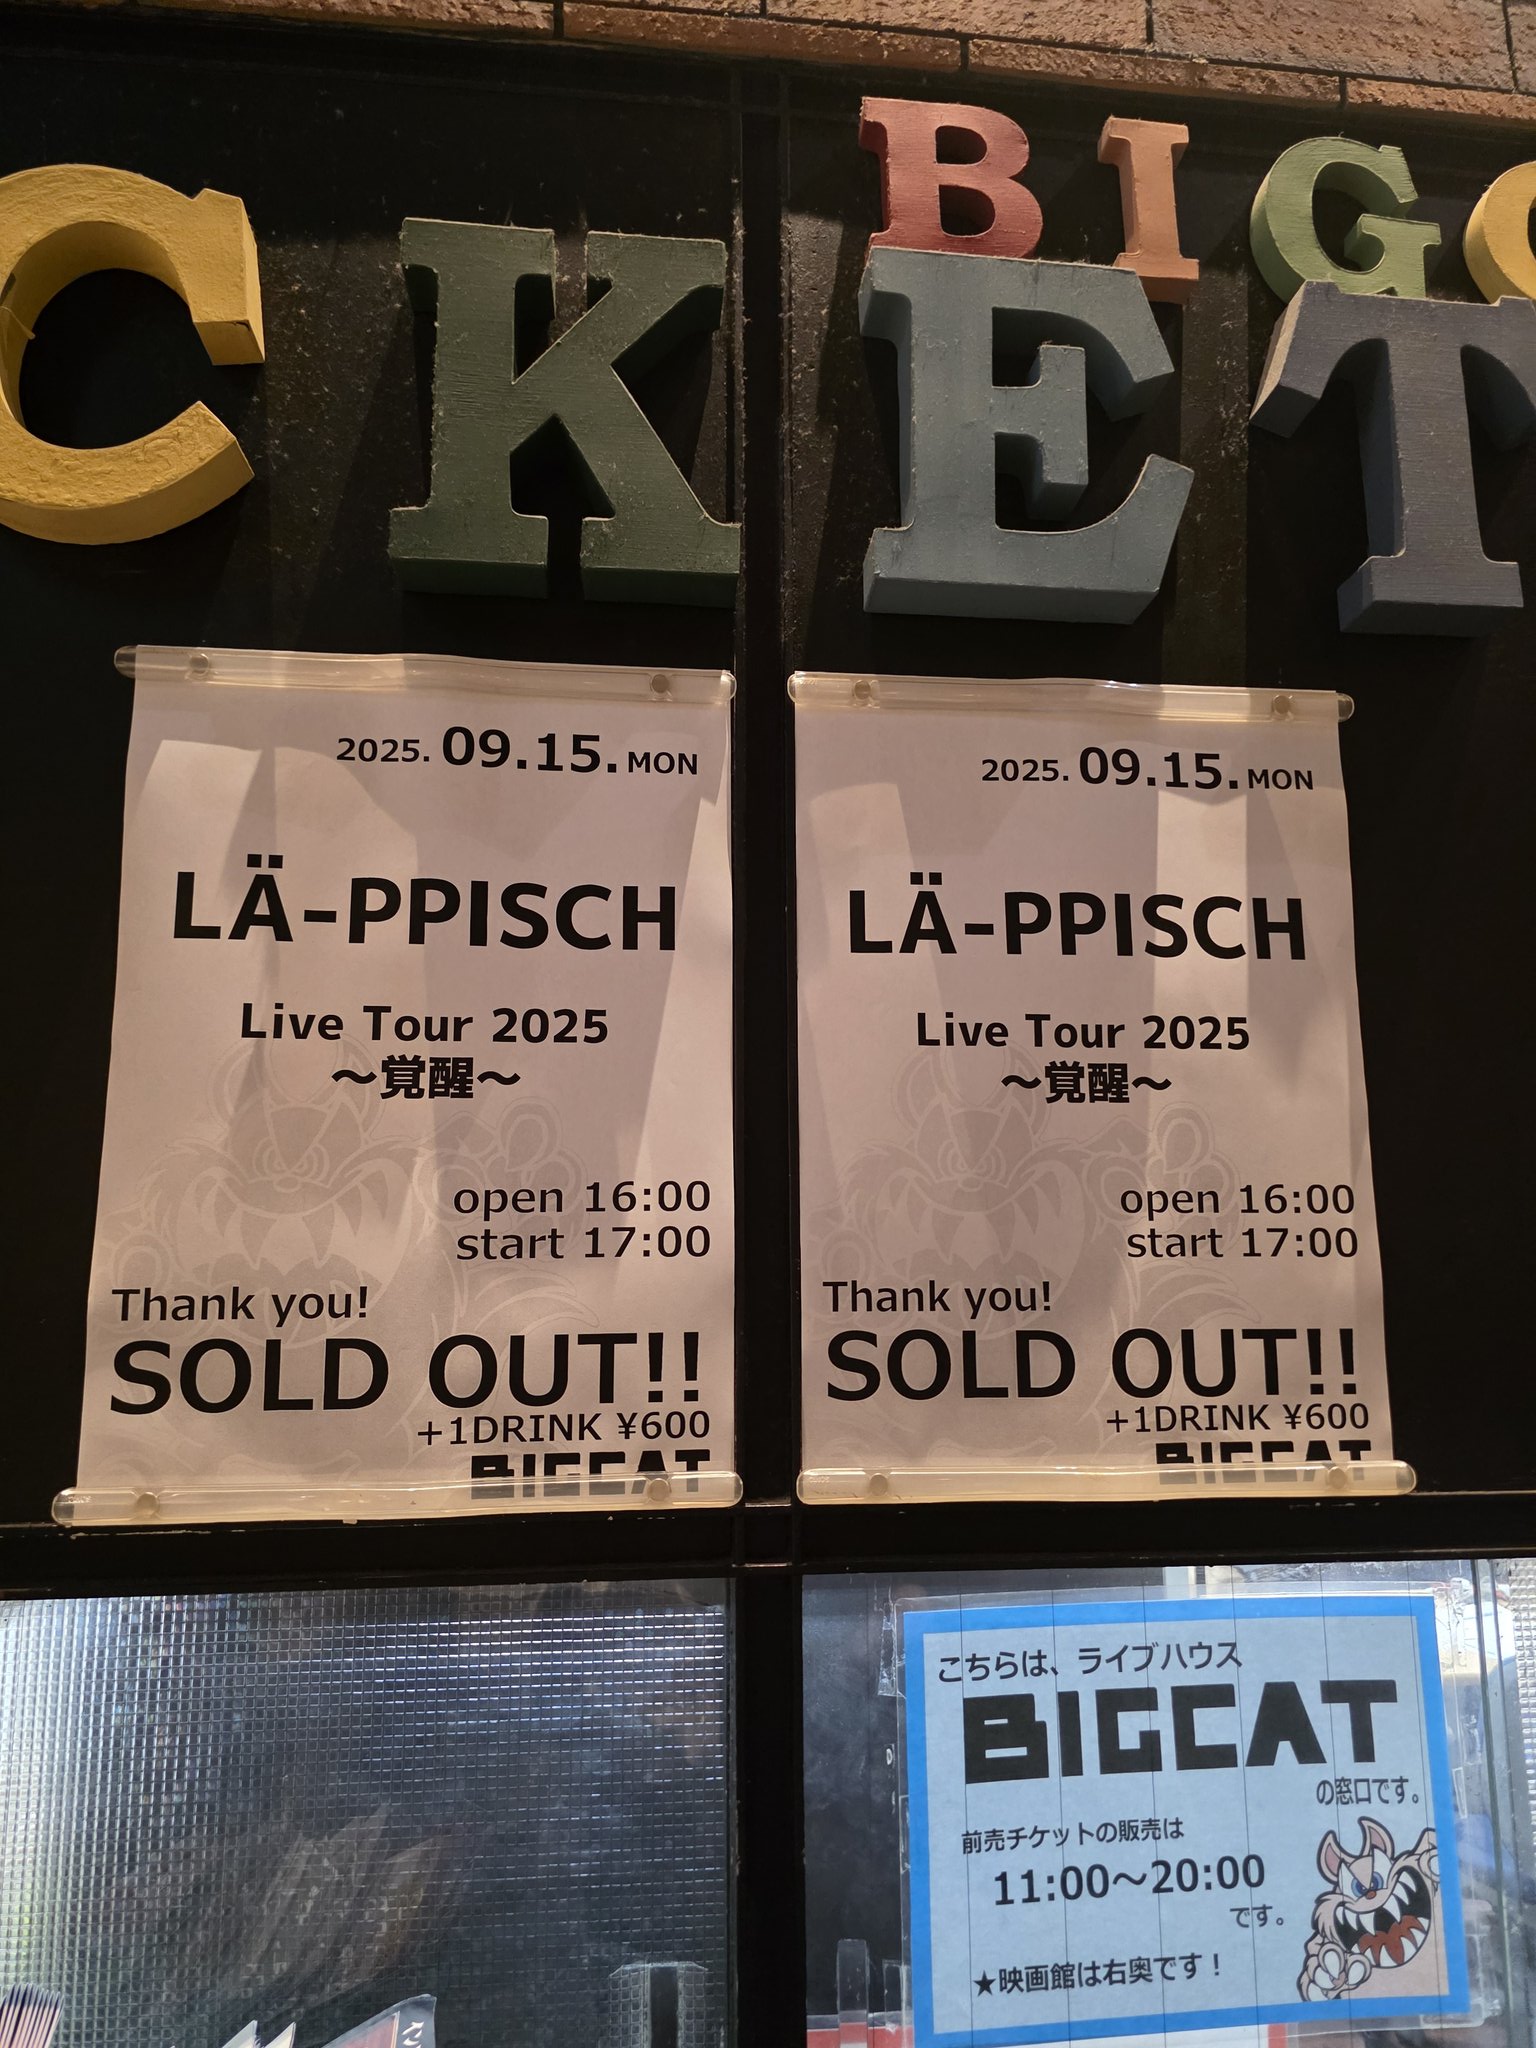 BIGC
CKET
2025. 09.15. MON
LÄ-PPISCH
Live Tour 2025
～覚醒～
open 16:00
start 17:00
Thank you!
SOLD OUT!!
+1DRINK ¥600
BIGCAT
2025. 09.15. MON
LÄ-PPISCH
Live Tour 2025
～覚醒～
open 16:00
start 17:00
Thank you!
SOLD OUT!!
+1DRINK ¥600
BIGCAT
こちらは、ライブハウス
BIGCAT
の窓口です。
前売チケットの販売は
11:00～20:00
です。
★映画館は右奥です！